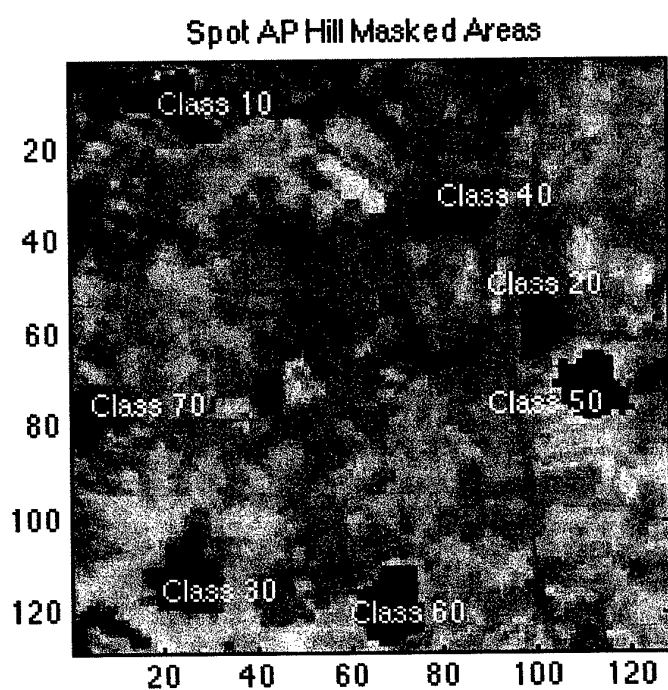 Spot AP Hill Masked Areas
Class 10
20
Class 40
40
Class 20
60
Class 70
Class 50
80
100
Class 30
120
Class 60
20 40 60 80 100 120